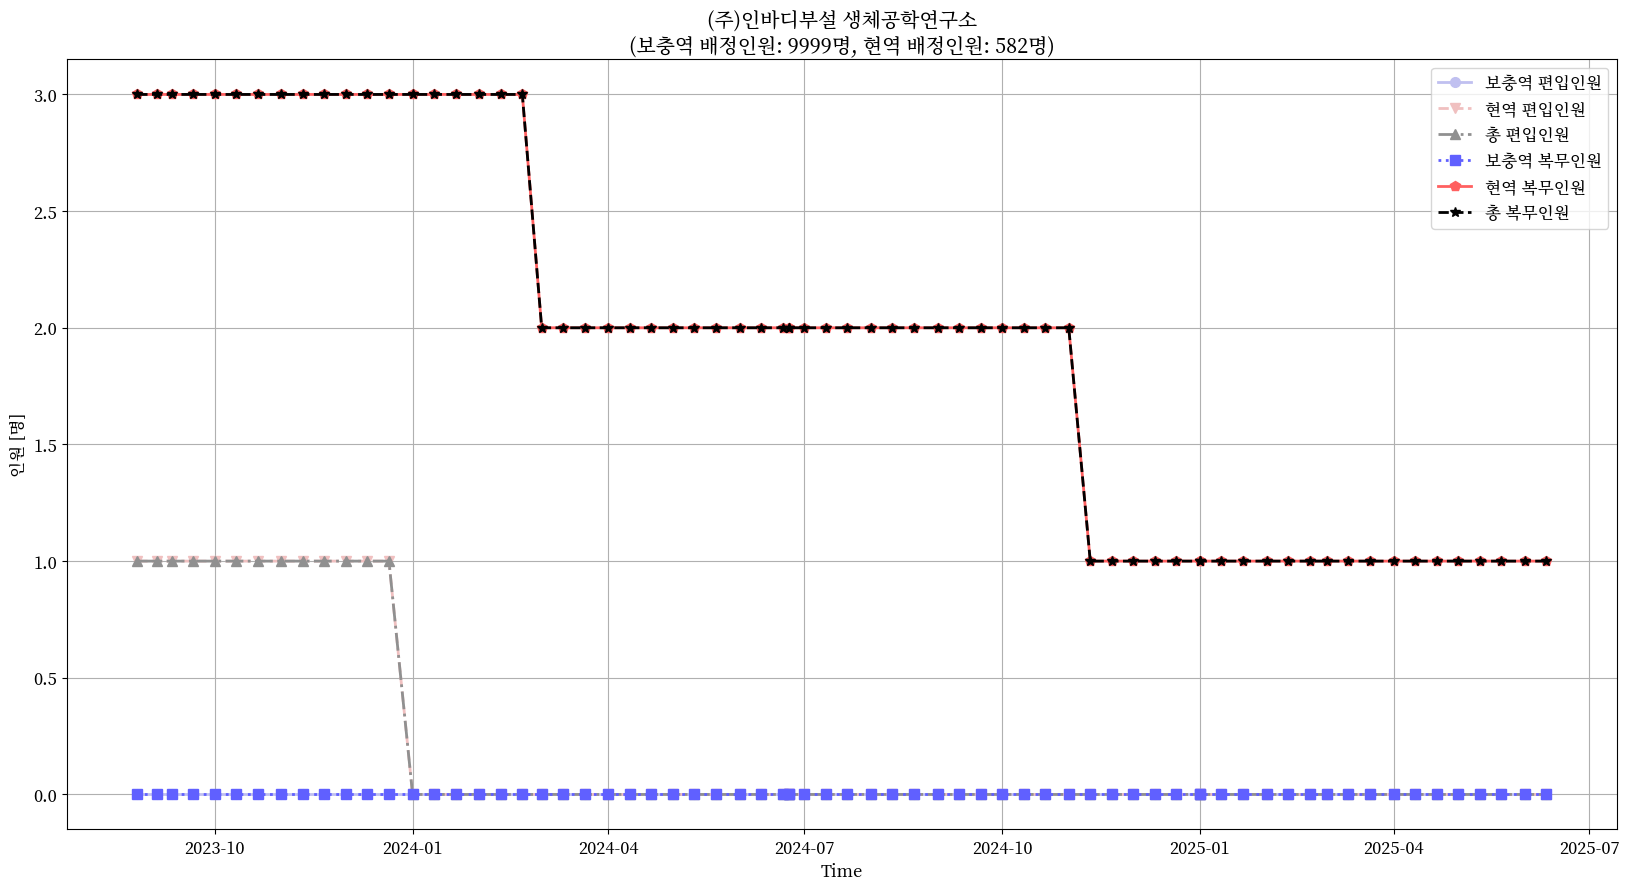 (주)인바디부설 생체공학연구소
(보충역 배정인원: 9999명, 현역 배정인원: 582명)
보충역 편입인원
현역 편입인원
총 편입인원
보충역 복무인원
현역 복무인원
총 복무인원
인원 [명]
3.0
2.5
2.0
1.5
1.0
0.5
0.0
2023-10
2024-01
2024-04
2024-07
2024-10
2025-01
2025-04
2025-07
Time